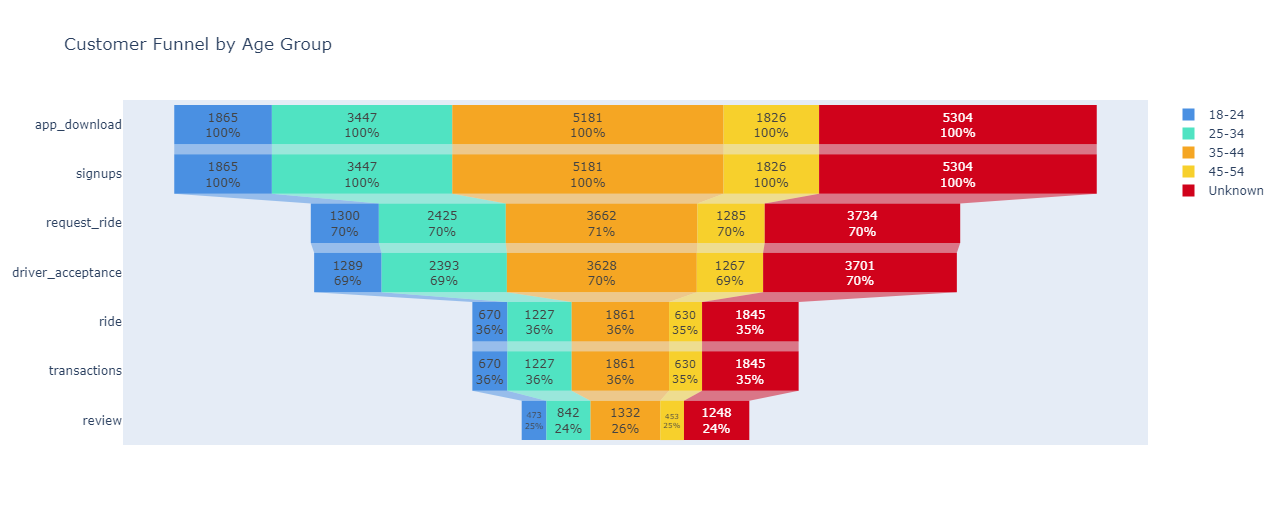 Customer Funnel by Age Group
app_download
1865 3447 5181 1826 5304
100% 100% 100% 100% 100%
signups
1865 3447 5181 1826 5304
100% 100% 100% 100% 100%
request_ride
1300 2425 3662 1285 3734
70% 70% 71% 70% 70%
driver_acceptance
1289 2393 3628 1267 3701
69% 69% 70% 69% 70%
ride
670 1227 1861 630 1845
36% 36% 36% 35% 35%
transactions
670 1227 1861 630 1845
36% 36% 36% 35% 35%
review
473 842 1332 453 1248
25% 24% 26% 25% 24%
18-24
25-34
35-44
45-54
Unknown